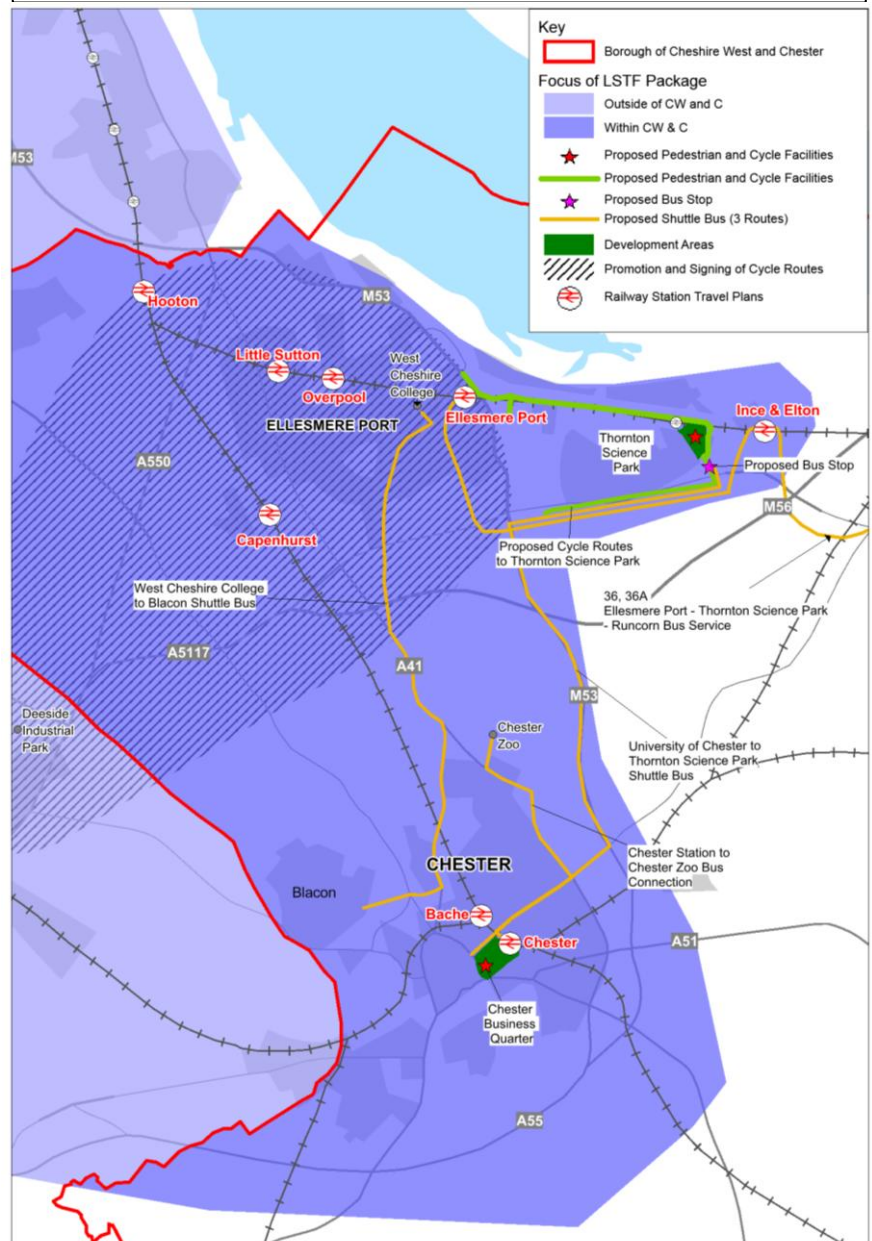 Key
Borough of Cheshire West and Chester
Focus of LSTF Package
Outside of CW and C
Within CW & C
Proposed Pedestrian and Cycle Facilities
Proposed Pedestrian and Cycle Facilities
Proposed Bus Stop
Proposed Shuttle Bus (3 Routes)
Development Areas
Promotion and Signing of Cycle Routes
Railway Station Travel Plans
M53
Hooton
M53
Little Sutton
Overpool
West
Cheshire
College
ELLESMERE PORT
Ellesmere Port
Ince & Elton
Thornton
Science
Park
Proposed Bus Stop
A550
Capenhurst
M56
Proposed Cycle Routes
to Thornton Science Park
West Cheshire College
to Blacon Shuttle Bus
36, 36A
Ellesmere Port - Thornton Science Park
- Runcorn Bus Service
A5117
A41
M53
Deeside
Industrial
Park
Chester
Zoo
University of Chester to
Thornton Science Park
Shuttle Bus
Chester Station to
Chester Zoo Bus
Connection
CHESTER
Blacon
Bache
Chester
A51
Chester
Business
Quarter
A55